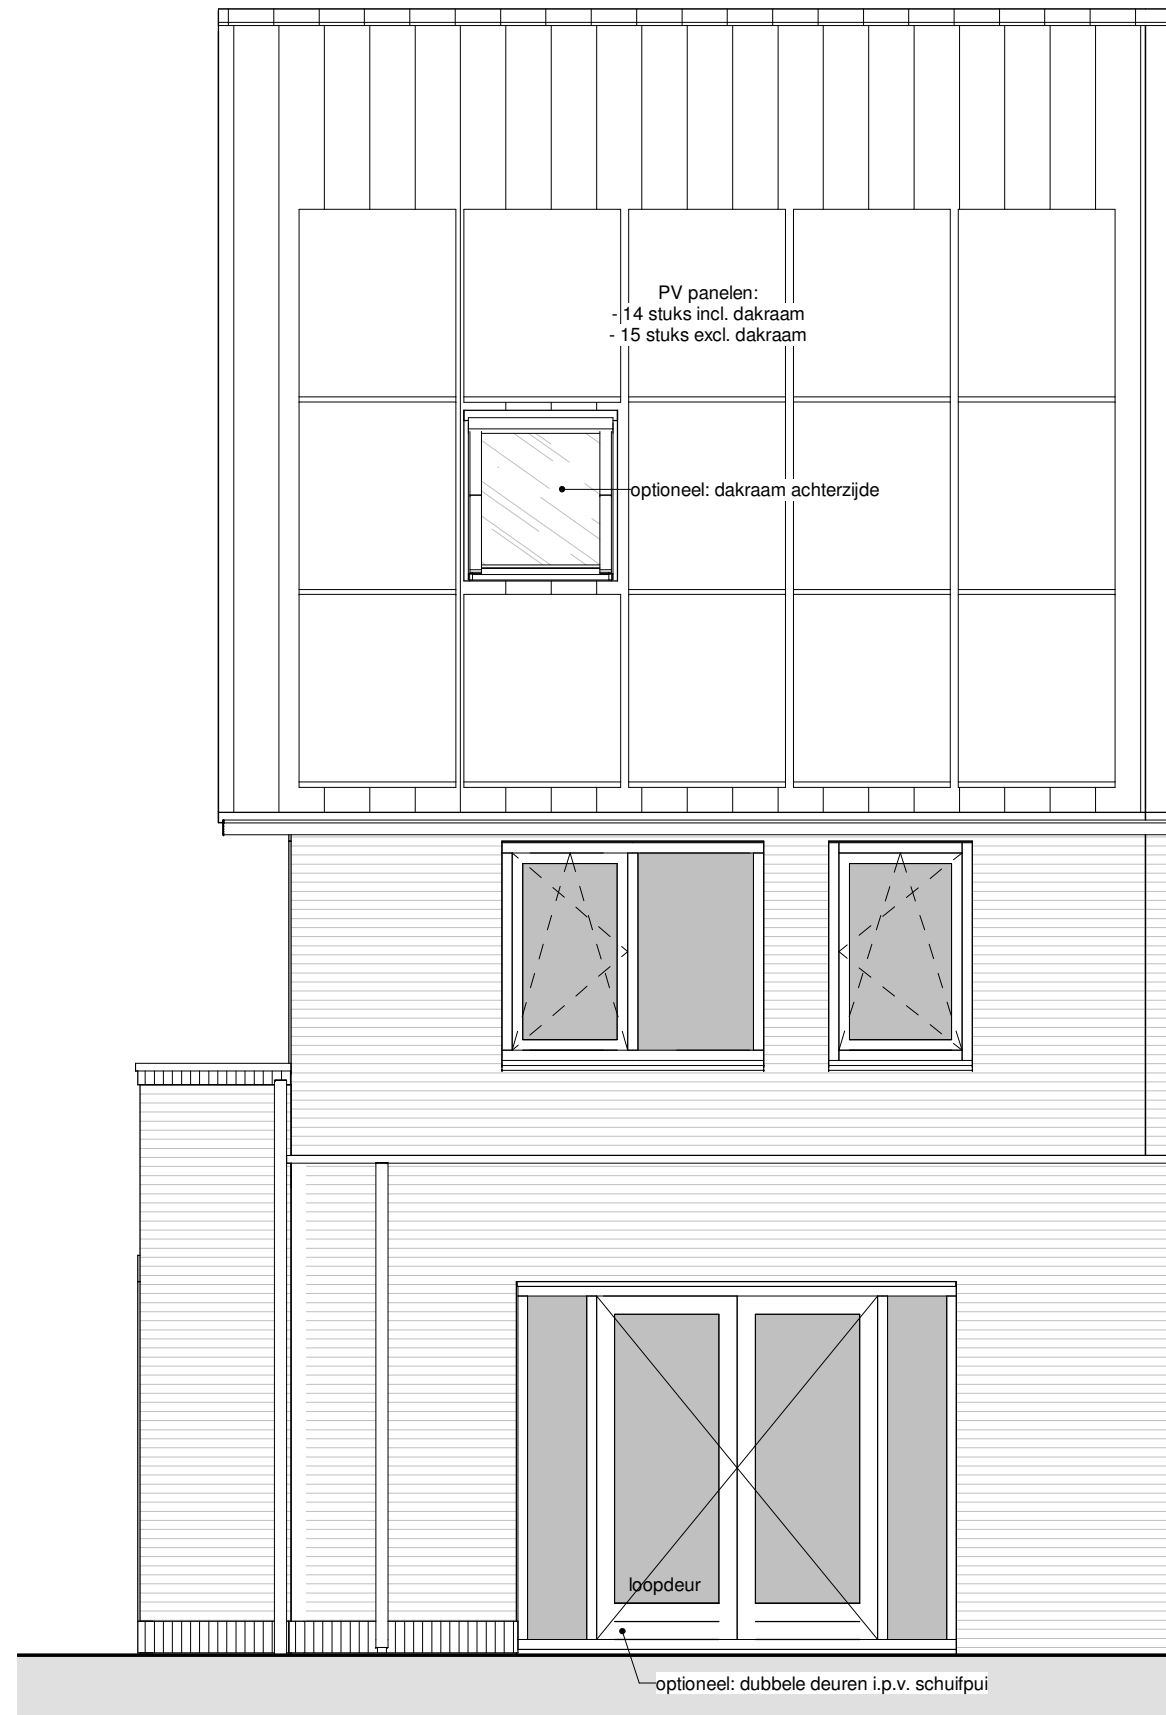 PV panelen:
- 14 stuks incl. dakraam
- 15 stuks excl. dakraam
optioneel: dakraam achterzijde
loopdeur
optioneel: dubbele deuren i.p.v. schuifpui